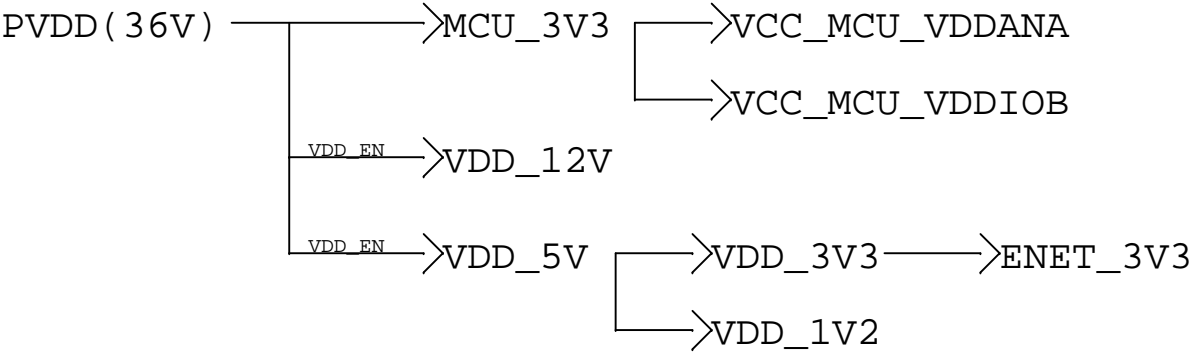 PVDD(36V) MCU_3V3 VCC_MCU_VDDANA
VCC_MCU_VDDIOB
VDD_EN VDD_12V
VDD_EN VDD_5V VDD_3V3 ENET_3V3
VDD_1V2